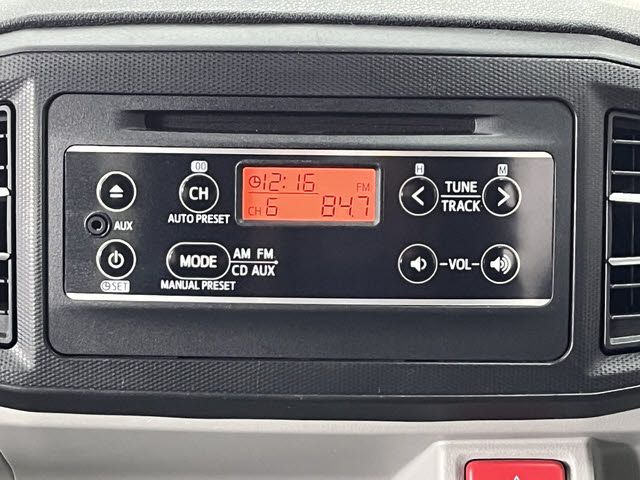 00
CH
AUTO PRESET
12:16
FM
CH 6 84.7
H
M
TUNE
TRACK
AUX
MODE
AM FM
CD AUX
MANUAL PRESET
SET
-VOL-